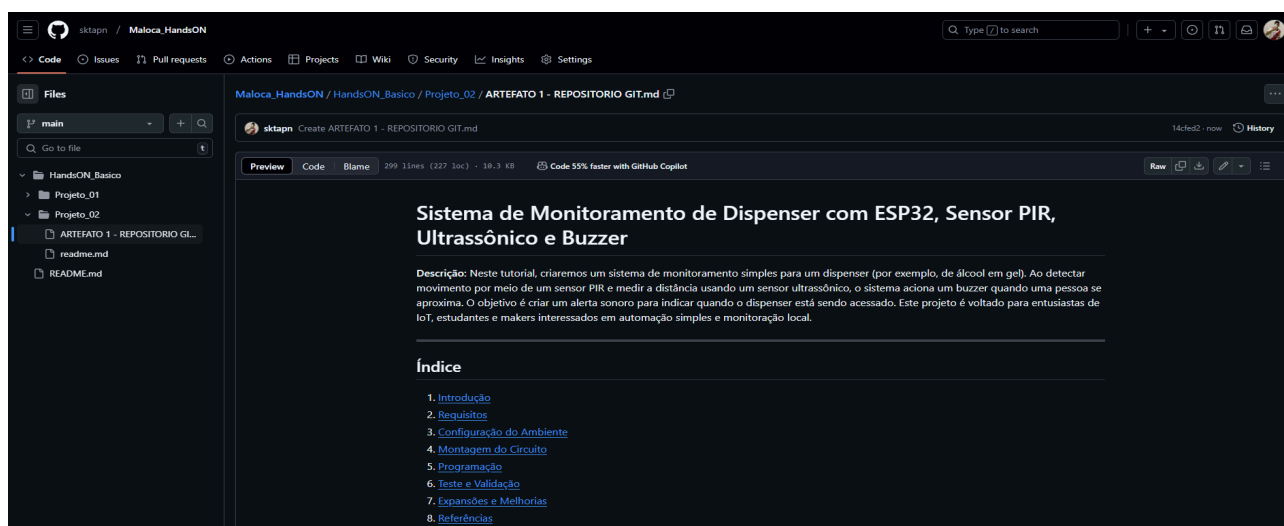 sktapn / Maloca_HandsON
Type / to search
Code Issues Pull requests Actions Projects Wiki Security Insights Settings
Files
main
Go to file t
HandsON_Basico
Projeto_01
Projeto_02
ARTEFATO 1 - REPOSITORIO GI...
readme.md
README.md
Maloca_HandsON / HandsON_Basico / Projeto_02 / ARTEFATO 1 - REPOSITORIO GIT.md
sktapn Create ARTEFATO 1 - REPOSITORIO GIT.md
14cfed2 · now History
Preview Code Blame 299 lines (227 loc) · 10.3 KB Code 55% faster with GitHub Copilot
Raw
Sistema de Monitoramento de Dispenser com ESP32, Sensor PIR,
Ultrassônico e Buzzer
Descrição: Neste tutorial, criaremos um sistema de monitoramento simples para um dispenser (por exemplo, de álcool em gel). Ao detectar
movimento por meio de um sensor PIR e medir a distância usando um sensor ultrassônico, o sistema aciona um buzzer quando uma pessoa se
aproxima. O objetivo é criar um alerta sonoro para indicar quando o dispenser está sendo acessado. Este projeto é voltado para entusiastas de
IoT, estudantes e makers interessados em automação simples e monitoração local.
Índice
1. Introdução
2. Requisitos
3. Configuração do Ambiente
4. Montagem do Circuito
5. Programação
6. Teste e Validação
7. Expansões e Melhorias
8. Referências